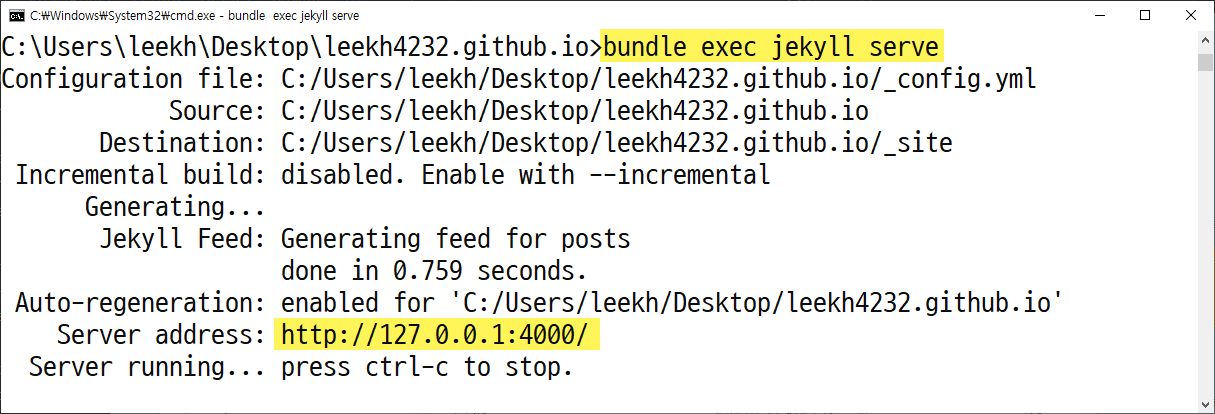 C:₩Windows₩System32₩cmd.exe - bundle  exec jekyll serve
C:\Users\leekh\Desktop\leekh4232.github.io>bundle exec jekyll serve
Configuration file: C:/Users/leekh/Desktop/leekh4232.github.io/_config.yml
Source: C:/Users/leekh/Desktop/leekh4232.github.io
Destination: C:/Users/leekh/Desktop/leekh4232.github.io/_site
Incremental build: disabled. Enable with --incremental
Generating...
Jekyll Feed: Generating feed for posts
done in 0.759 seconds.
Auto-regeneration: enabled for 'C:/Users/leekh/Desktop/leekh4232.github.io'
Server address: http://127.0.0.1:4000/
Server running... press ctrl-c to stop.